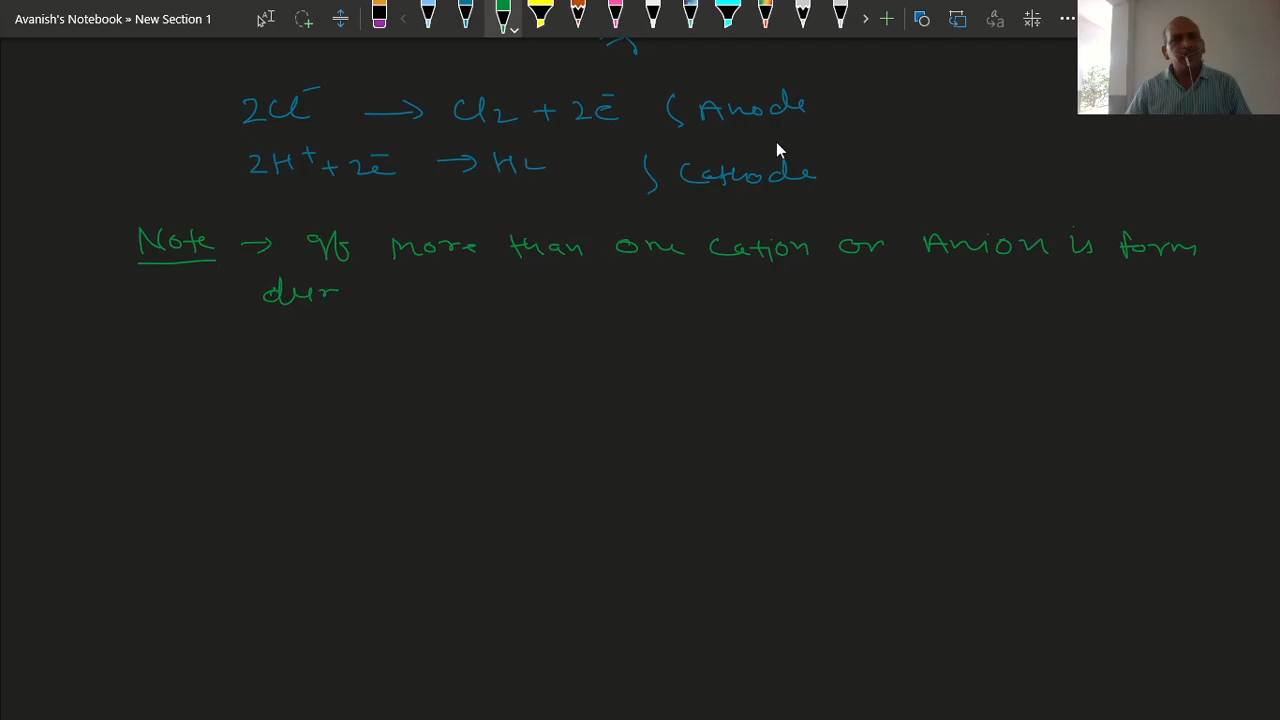 Avanish's Notebook » New Section 1
2Cl⁻ → Cl2 + 2e⁻ { Anode
2H⁺ + 2e⁻ → H2 { Cathode
Note → If more than one cation or Anion is form
dur